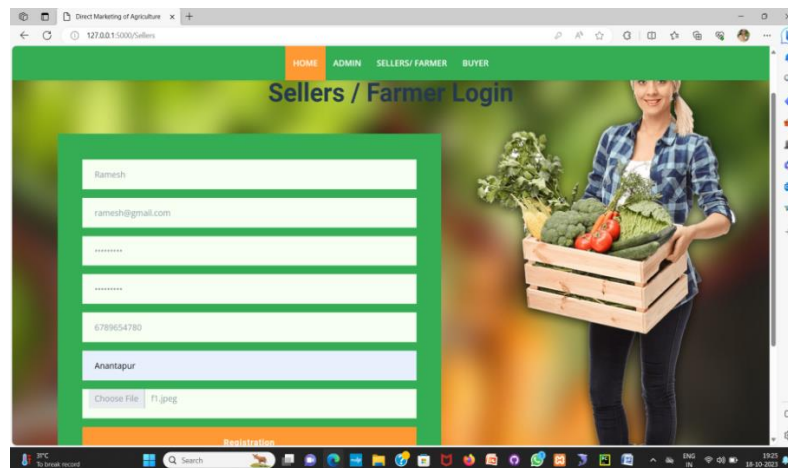 Direct Marketing of Agriculture
127.0.0.1:5000/Sellers
HOME ADMIN SELLERS/ FARMER BUYER
Sellers / Farmer Login
Ramesh
ramesh@gmail.com
•••••••••
•••••••••
6789654780
Anantapur
Choose File f1.jpeg
Registration
31°C
To break record
Search
ENG
IN
19:25
18-10-2023